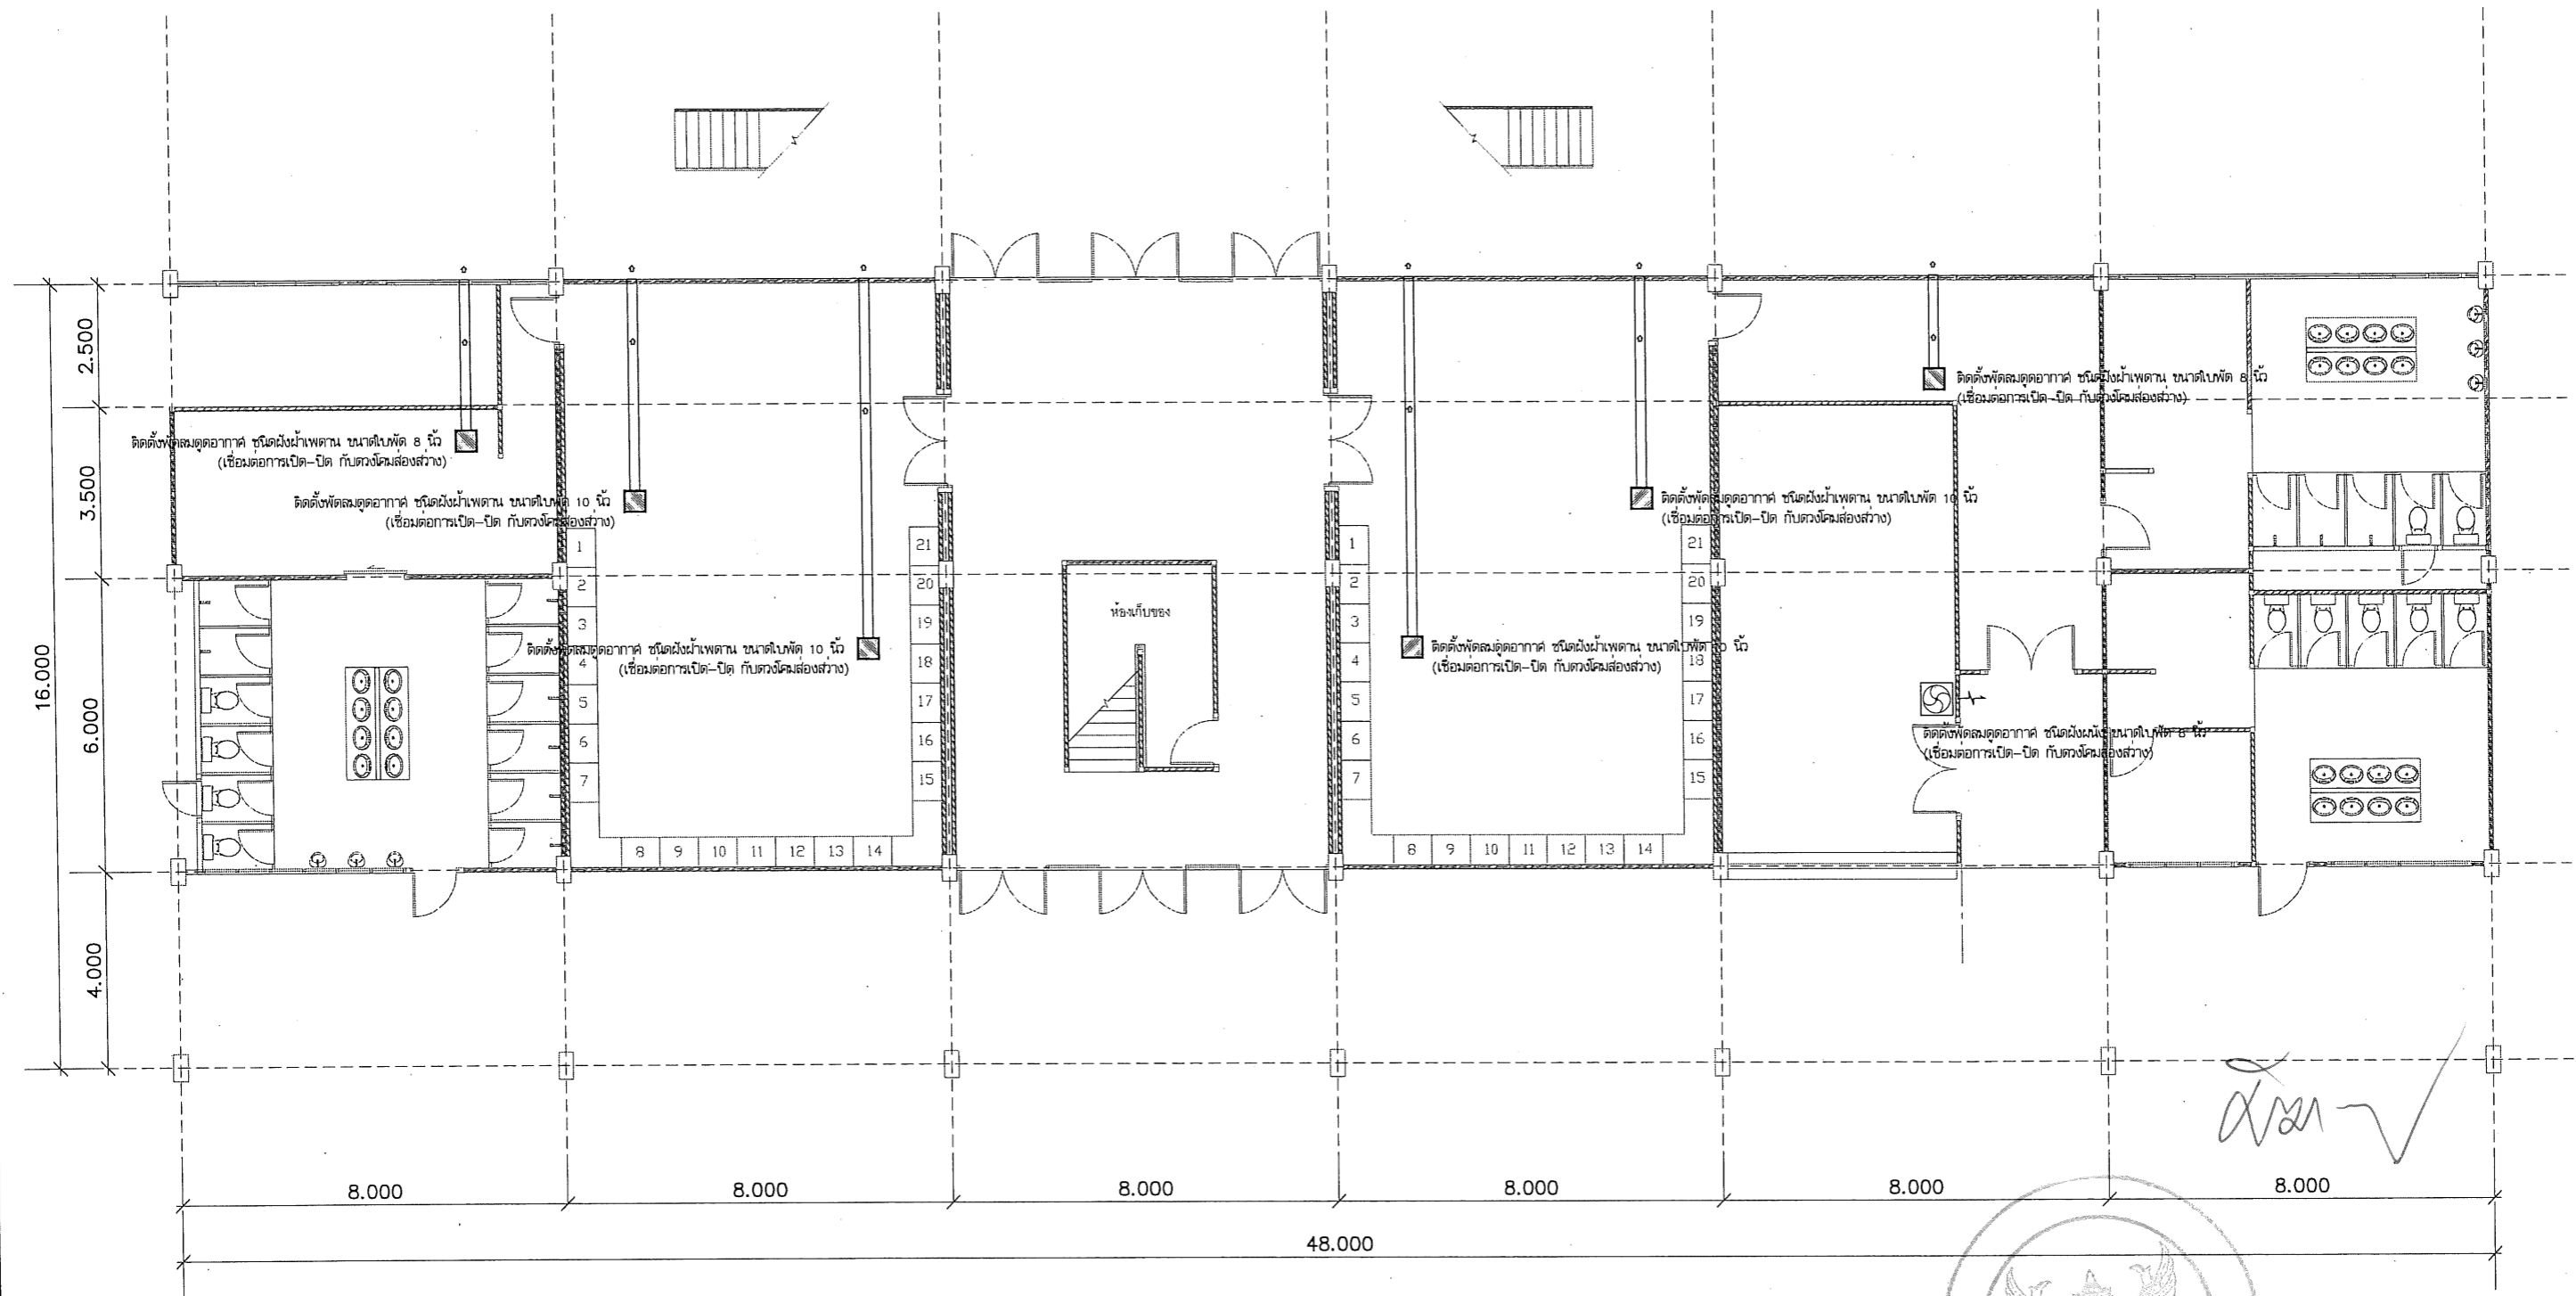 2.500
3.500
16.000
6.000
4.000
ติดตั้งพัดลมดูดอากาศ ชนิดฝังฝ้าเพดาน ขนาดใบพัด 8 นิ้ว
(เชื่อมต่อการเปิด-ปิด กับดวงโคมส่องสว่าง)
ติดตั้งพัดลมดูดอากาศ ชนิดฝังฝ้าเพดาน ขนาดใบพัด 8 นิ้ว
(เชื่อมต่อการเปิด-ปิด กับดวงโคมส่องสว่าง)
ติดตั้งพัดลมดูดอากาศ ชนิดฝังฝ้าเพดาน ขนาดใบพัด 10 นิ้ว
(เชื่อมต่อการเปิด-ปิด กับดวงโคมส่องสว่าง)
ติดตั้งพัดลมดูดอากาศ ชนิดฝังฝ้าเพดาน ขนาดใบพัด 10 นิ้ว
(เชื่อมต่อการเปิด-ปิด กับดวงโคมส่องสว่าง)
1
2
3
4
5
6
7
8 9 10 11 12 13 14
21
20
19
18
17
16
15
ห้องเก็บของ
ติดตั้งพัดลมดูดอากาศ ชนิดฝังฝ้าเพดาน ขนาดใบพัด 10 นิ้ว
(เชื่อมต่อการเปิด-ปิด กับดวงโคมส่องสว่าง)
ติดตั้งพัดลมดูดอากาศ ชนิดฝังฝ้าเพดาน ขนาดใบพัด 10 นิ้ว
(เชื่อมต่อการเปิด-ปิด กับดวงโคมส่องสว่าง)
1
2
3
4
5
6
7
8 9 10 11 12 13 14
21
20
19
18
17
16
15
ติดตั้งพัดลมดูดอากาศ ชนิดฝังผนัง ขนาดใบพัด 8 นิ้ว
(เชื่อมต่อการเปิด-ปิด กับดวงโคมส่องสว่าง)
8.000 8.000 8.000 8.000 8.000 8.000
48.000